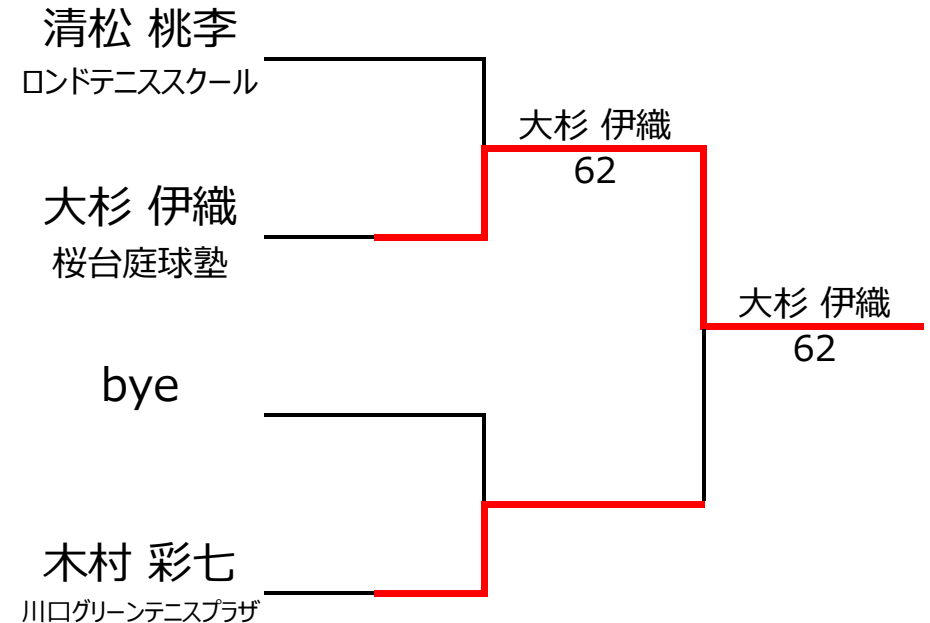 清松 桃李
ロンドテニススクール
大杉 伊織
62
大杉 伊織
桜台庭球塾
大杉 伊織
62
bye
木村 彩七
川口グリーンテニスプラザ